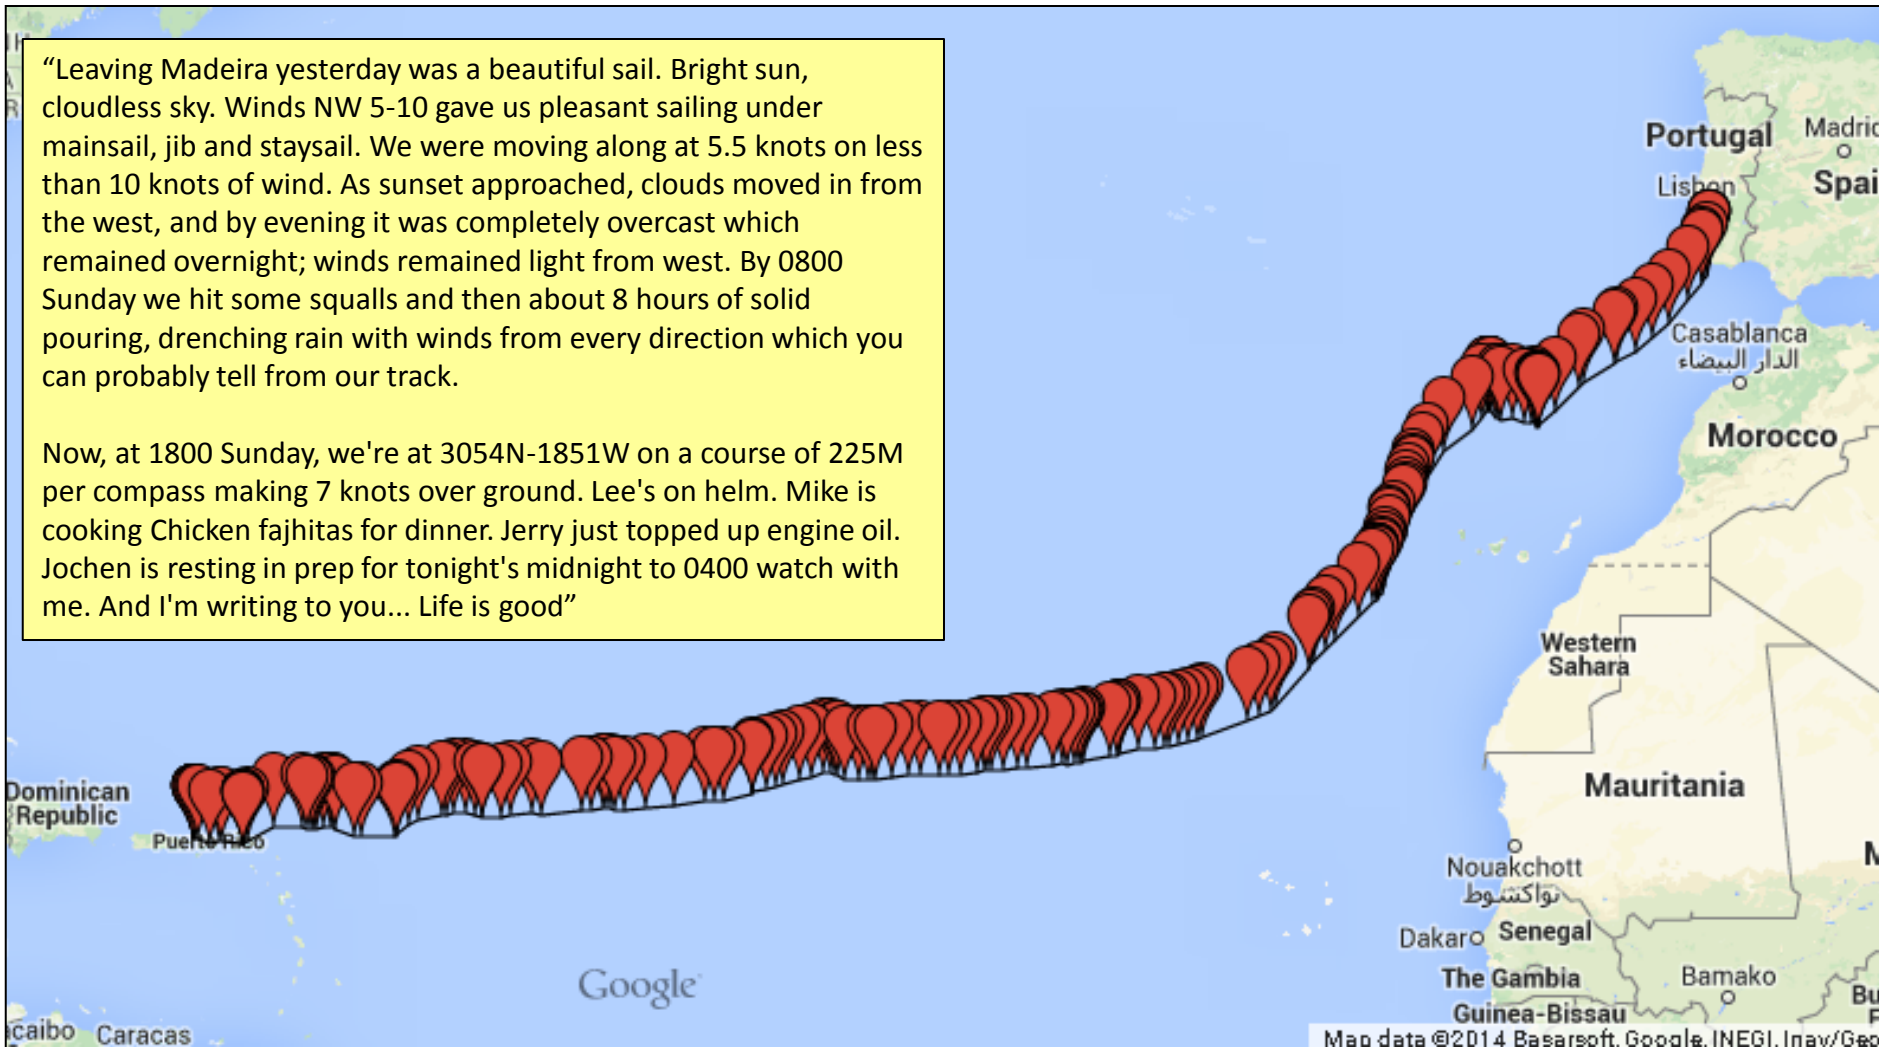 “Leaving Madeira yesterday was a beautiful sail. Bright sun,
cloudless sky. Winds NW 5-10 gave us pleasant sailing under
mainsail, jib and staysail. We were moving along at 5.5 knots on less
than 10 knots of wind. As sunset approached, clouds moved in from
the west, and by evening it was completely overcast which
remained overnight; winds remained light from west. By 0800
Sunday we hit some squalls and then about 8 hours of solid
pouring, drenching rain with winds from every direction which you
can probably tell from our track.
Now, at 1800 Sunday, we're at 3054N-1851W on a course of 225M
per compass making 7 knots over ground. Lee's on helm. Mike is
cooking Chicken fajhitas for dinner. Jerry just topped up engine oil.
Jochen is resting in prep for tonight's midnight to 0400 watch with
me. And I'm writing to you... Life is good”
Portugal
Madric
Lisbon
Spai
Casablanca
الدار البيضاء
Morocco
Western
Sahara
Mauritania
Dominican
Republic
Puerto Rico
Nouakchott
نواكشوط
Dakar
Senegal
The Gambia
Bamako
Guinea-Bissau
Bu
Google
caibo
Caracas
Map data ©2014 Basarsoft, Google, INEGI, Inav/Geo